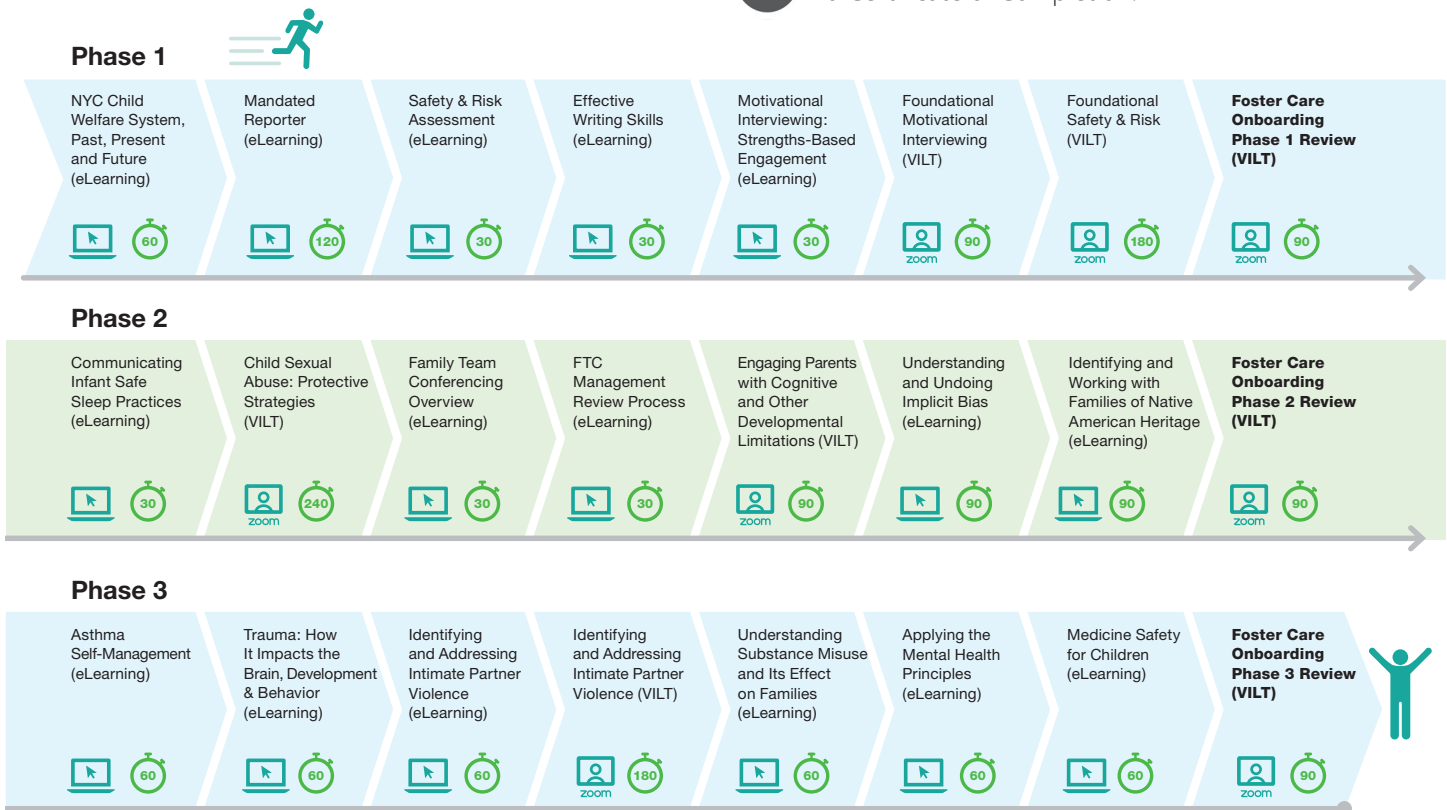 Phase 1
NYC Child
Welfare System,
Past, Present
and Future
(eLearning)
60
Mandated
Reporter
(eLearning)
120
Safety & Risk
Assessment
(eLearning)
30
Effective
Writing Skills
(eLearning)
30
Motivational
Interviewing:
Strengths-Based
Engagement
(eLearning)
30
Foundational
Motivational
Interviewing
(VILT)
zoom
90
Foundational
Safety & Risk
(VILT)
zoom
180
Foster Care
Onboarding
Phase 1 Review
(VILT)
zoom
90
Phase 2
Communicating
Infant Safe
Sleep Practices
(eLearning)
30
Child Sexual
Abuse: Protective
Strategies
(VILT)
zoom
240
Family Team
Conferencing
Overview
(eLearning)
30
FTC
Management
Review Process
(eLearning)
30
Engaging Parents
with Cognitive
and Other
Developmental
Limitations (VILT)
zoom
90
Understanding
and Undoing
Implicit Bias
(eLearning)
90
Identifying and
Working with
Families of Native
American Heritage
(eLearning)
90
Foster Care
Onboarding
Phase 2 Review
(VILT)
zoom
90
Phase 3
Asthma
Self-Management
(eLearning)
60
Trauma: How
It Impacts the
Brain, Development
& Behavior
(eLearning)
60
Identifying
and Addressing
Intimate Partner
Violence
(eLearning)
60
Identifying
and Addressing
Intimate Partner
Violence (VILT)
zoom
180
Understanding
Substance Misuse
and Its Effect
on Families
(eLearning)
60
Applying the
Mental Health
Principles
(eLearning)
60
Medicine Safety
for Children
(eLearning)
60
Foster Care
Onboarding
Phase 3 Review
(VILT)
zoom
90